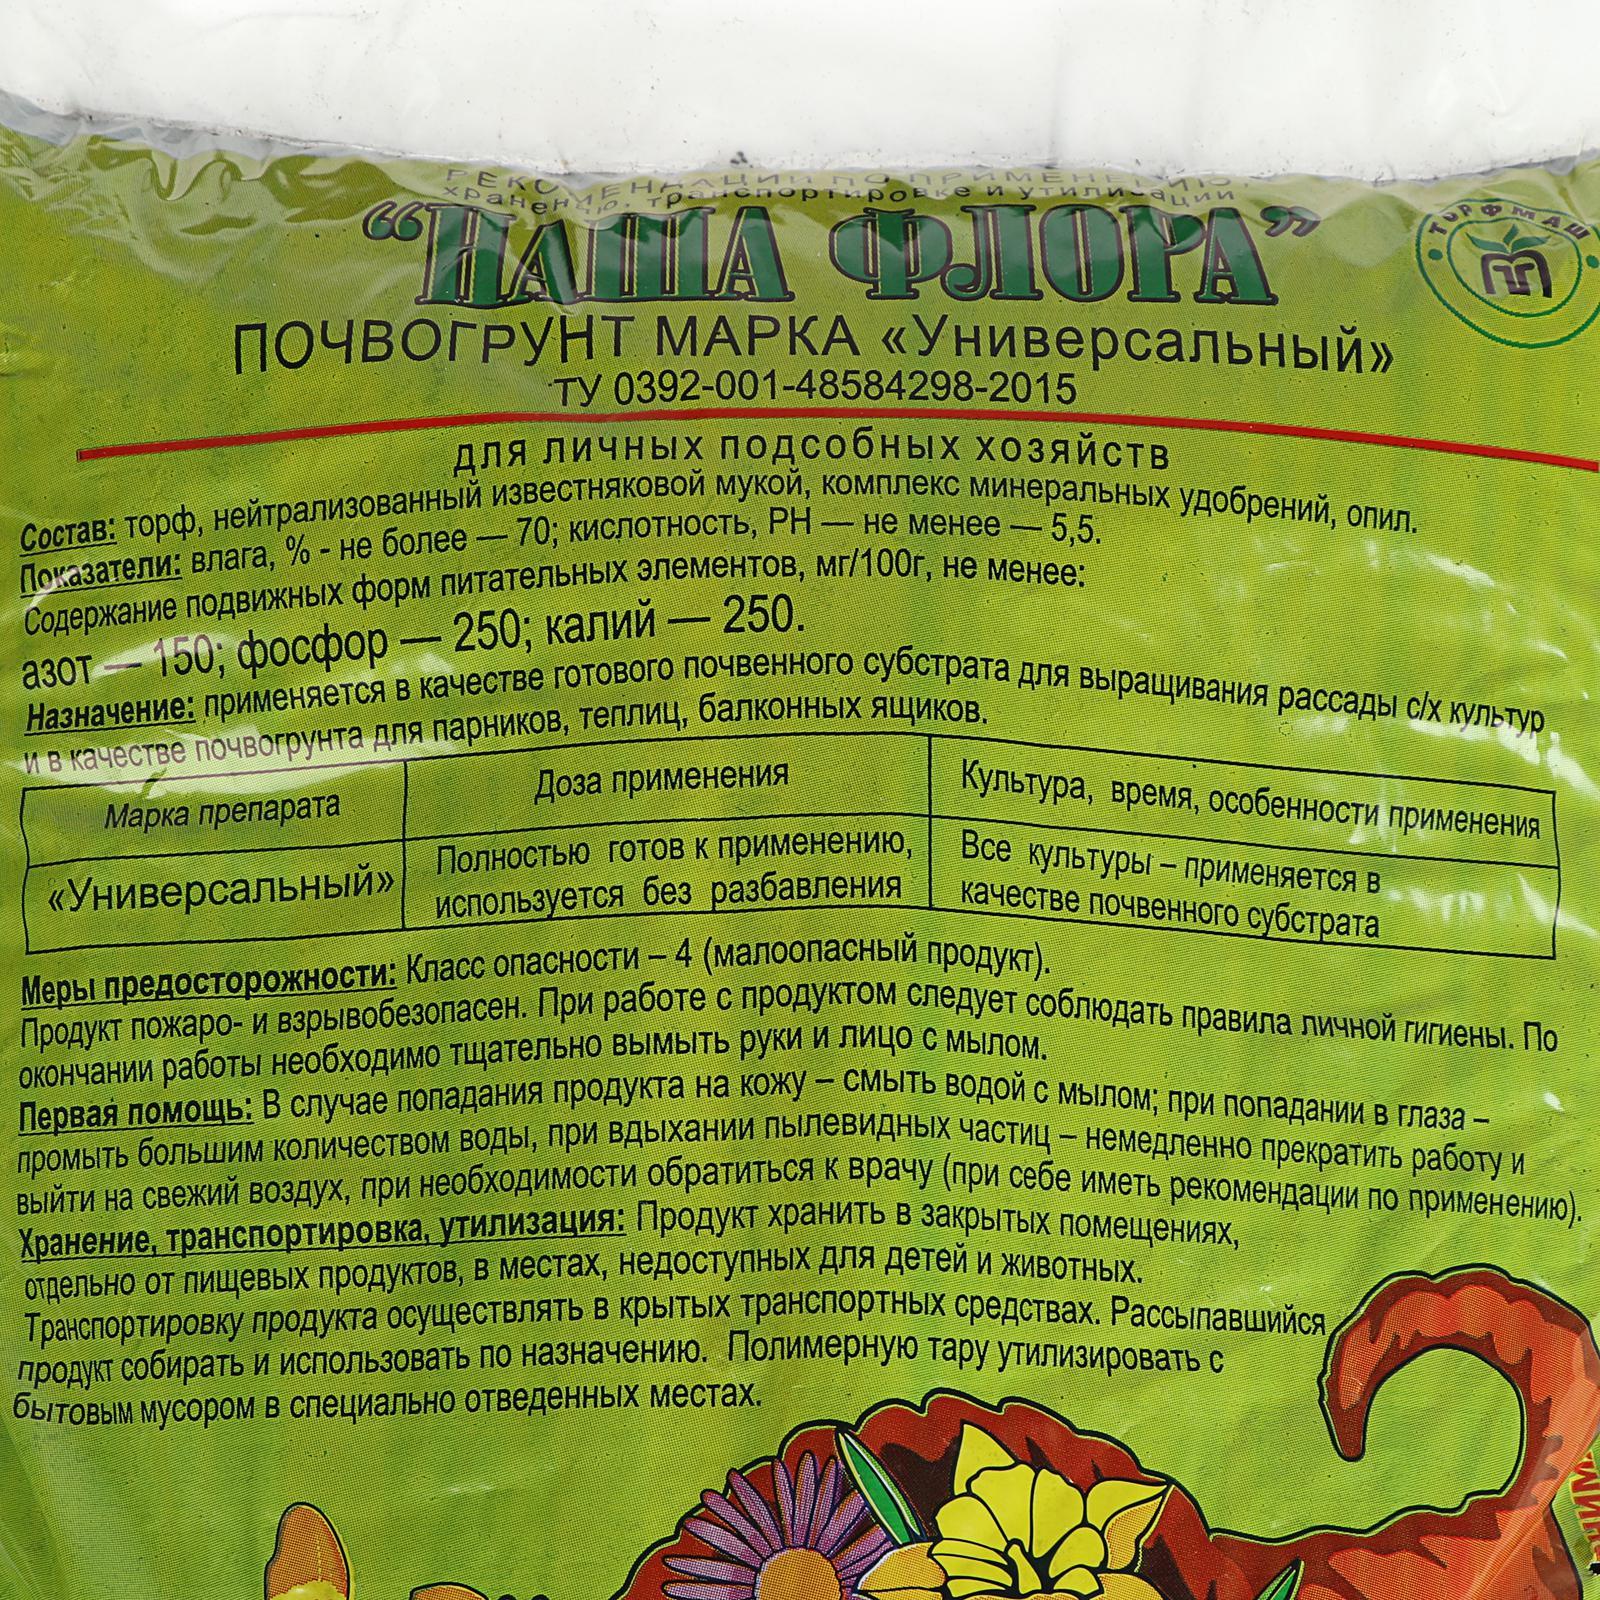 РЕКОМЕНДАЦИИ ПО ПРИМЕНЕНИЮ,
хранению, транспортировке и утилизации
“НАША ФЛОРА”
ТОРФМАШ
ПОЧВОГРУНТ МАРКА «Универсальный»
ТУ 0392-001-48584298-2015
для личных подсобных хозяйств
Состав: торф, нейтрализованный известняковой мукой, комплекс минеральных удобрений, опил.
Показатели: влага, % - не более — 70; кислотность, РН — не менее — 5,5.
Содержание подвижных форм питательных элементов, мг/100г, не менее:
азот — 150; фосфор — 250; калий — 250.
Назначение: применяется в качестве готового почвенного субстрата для выращивания рассады с/х культур
и в качестве почвогрунта для парников, теплиц, балконных ящиков.
Марка препарата
Доза применения
Культура, время, особенности применения
«Универсальный»
Полностью готов к применению,
используется без разбавления
Все культуры – применяется в
качестве почвенного субстрата
Меры предосторожности: Класс опасности – 4 (малоопасный продукт).
Продукт пожаро- и взрывобезопасен. При работе с продуктом следует соблюдать правила личной гигиены. По
окончании работы необходимо тщательно вымыть руки и лицо с мылом.
Первая помощь: В случае попадания продукта на кожу – смыть водой с мылом; при попадании в глаза –
промыть большим количеством воды, при вдыхании пылевидных частиц – немедленно прекратить работу и
выйти на свежий воздух, при необходимости обратиться к врачу (при себе иметь рекомендации по применению).
Хранение, транспортировка, утилизация: Продукт хранить в закрытых помещениях,
отдельно от пищевых продуктов, в местах, недоступных для детей и животных.
Транспортировку продукта осуществлять в крытых транспортных средствах. Рассыпавшийся
продукт собирать и использовать по назначению. Полимерную тару утилизировать с
бытовым мусором в специально отведенных местах.